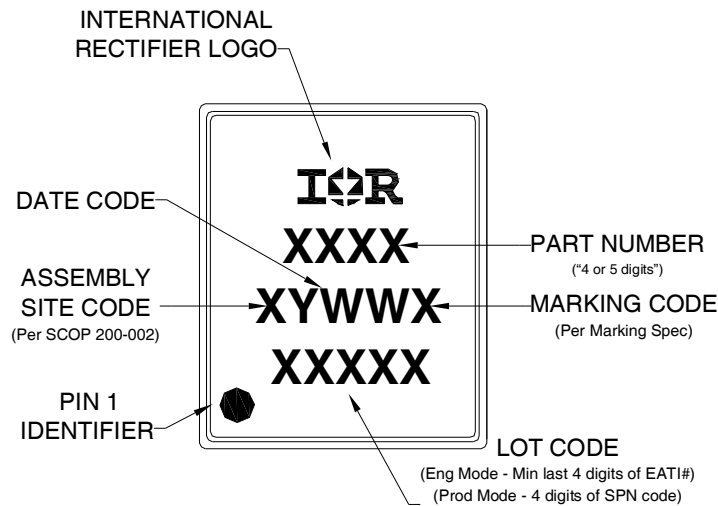 INTERNATIONAL
RECTIFIER LOGO
IOR
DATE CODE
XXXX
PART NUMBER
("4 or 5 digits")
ASSEMBLY
SITE CODE
(Per SCOP 200-002)
XYWWX
MARKING CODE
(Per Marking Spec)
XXXXX
PIN 1
IDENTIFIER
LOT CODE
(Eng Mode - Min last 4 digits of EATI#)
(Prod Mode - 4 digits of SPN code)